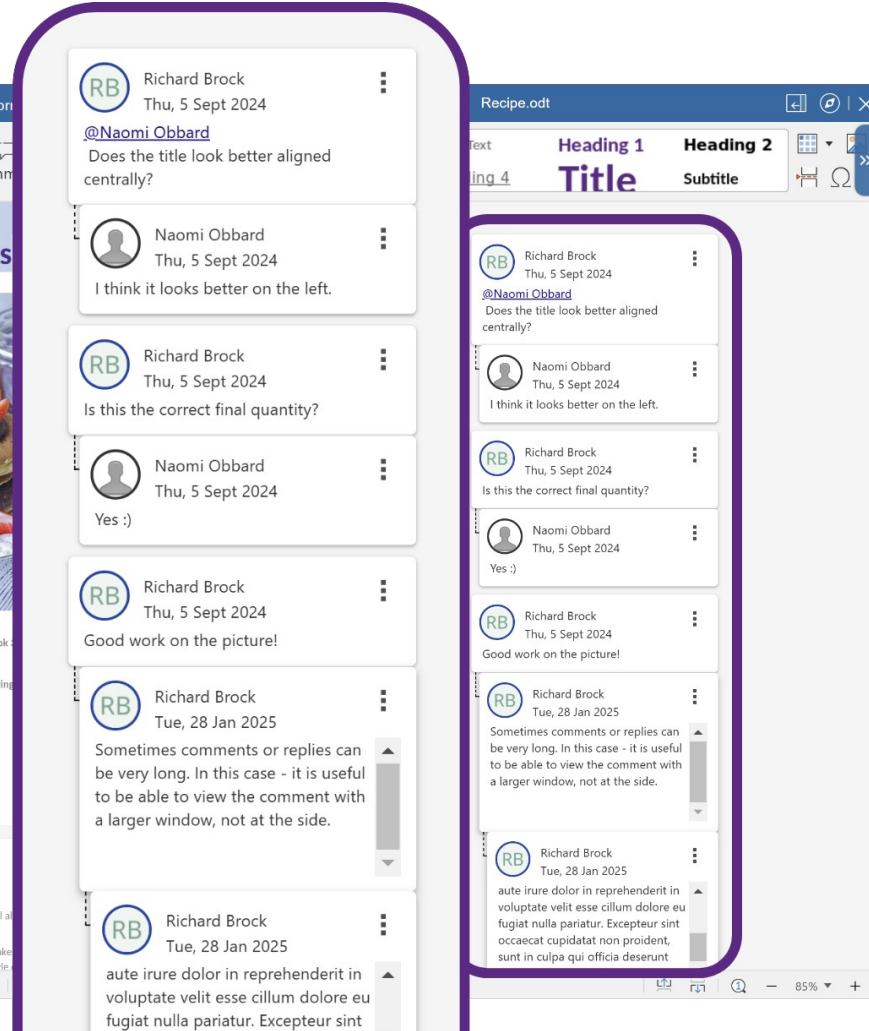 Richard Brock
Thu, 5 Sept 2024
@Naomi Obbard
Does the title look better aligned
centrally?
Naomi Obbard
Thu, 5 Sept 2024
I think it looks better on the left.
Richard Brock
Thu, 5 Sept 2024
Is this the correct final quantity?
Naomi Obbard
Thu, 5 Sept 2024
Yes :)
Richard Brock
Thu, 5 Sept 2024
Good work on the picture!
Richard Brock
Tue, 28 Jan 2025
Sometimes comments or replies can
be very long. In this case - it is useful
to be able to view the comment with
a larger window, not at the side.
Richard Brock
Tue, 28 Jan 2025
aute irure dolor in reprehenderit in
voluptate velit esse cillum dolore eu
fugiat nulla pariatur. Excepteur sint
Recipe.odt
Text
Heading 1
Heading 2
ing 4
Title
Subtitle
RB
Richard Brock
Thu, 5 Sept 2024
@Naomi Obbard
Does the title look better aligned
centrally?
Naomi Obbard
Thu, 5 Sept 2024
I think it looks better on the left.
RB
Richard Brock
Thu, 5 Sept 2024
Is this the correct final quantity?
Naomi Obbard
Thu, 5 Sept 2024
Yes :)
RB
Richard Brock
Thu, 5 Sept 2024
Good work on the picture!
RB
Richard Brock
Tue, 28 Jan 2025
Sometimes comments or replies can
be very long. In this case - it is useful
to be able to view the comment with
a larger window, not at the side.
RB
Richard Brock
Tue, 28 Jan 2025
aute irure dolor in reprehenderit in
voluptate velit esse cillum dolore eu
fugiat nulla pariatur. Excepteur sint
occaecat cupidatat non proident,
sunt in culpa qui officia deserunt
85%